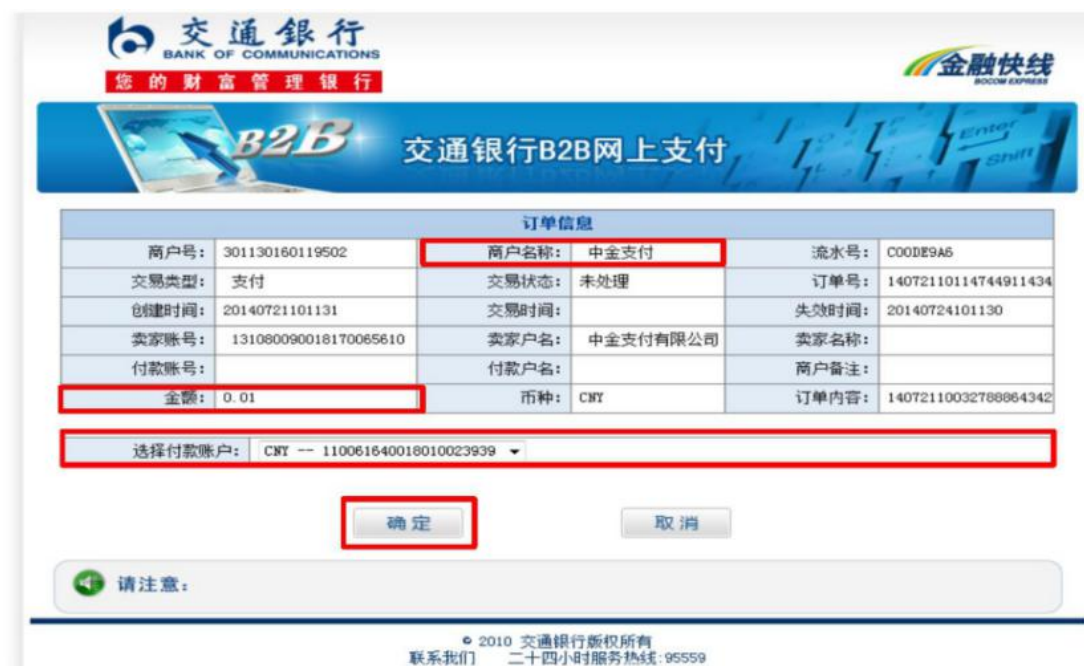 交通銀行
BANK OF COMMUNICATIONS
您的财富管理银行
金融快线
BOCOM EXPRESS
B2B 交通银行B2B网上支付 Enter
Shift
订单信息
商户号： 301130160119502 商户名称： 中金支付 流水号： C00DE9A6
交易类型： 支付 交易状态： 未处理 订单号： 14072110114744911434
创建时间： 20140721101131 交易时间： 失效时间： 20140724101130
卖家账号： 131080090018170065610 卖家户名： 中金支付有限公司 卖家名称：
付款账号： 付款户名： 商户备注：
金额： 0.01 币种： CNY 订单内容： 14072110032788864342
选择付款账户： CNY -- 110061640018010023939
确定 取消
请注意：
© 2010 交通银行版权所有
联系我们 二十四小时服务热线:95559